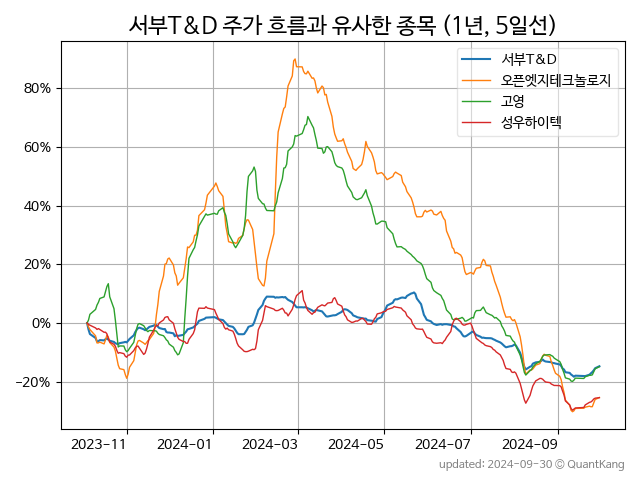 서부T&D 주가 흐름과 유사한 종목 (1년, 5일선)
서부T&D
오픈엣지테크놀로지
고영
성우하이텍
80%
60%
40%
20%
0%
−20%
2023-11
2024-01
2024-03
2024-05
2024-07
2024-09
updated: 2024-09-30 © QuantKang